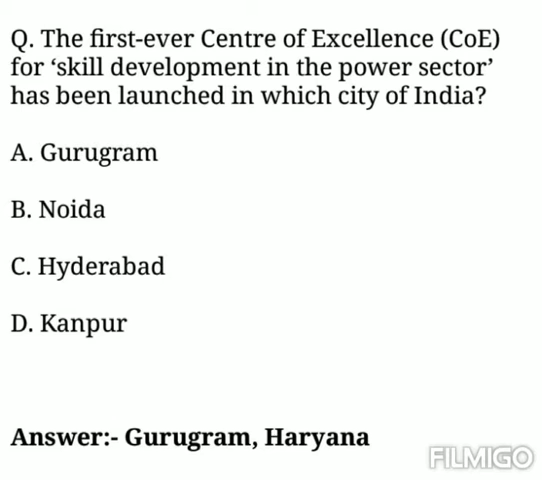 Q. The first-ever Centre of Excellence (CoE)
for ‘skill development in the power sector’
has been launched in which city of India?
A. Gurugram
B. Noida
C. Hyderabad
D. Kanpur
Answer:- Gurugram, Haryana
FILMIGO